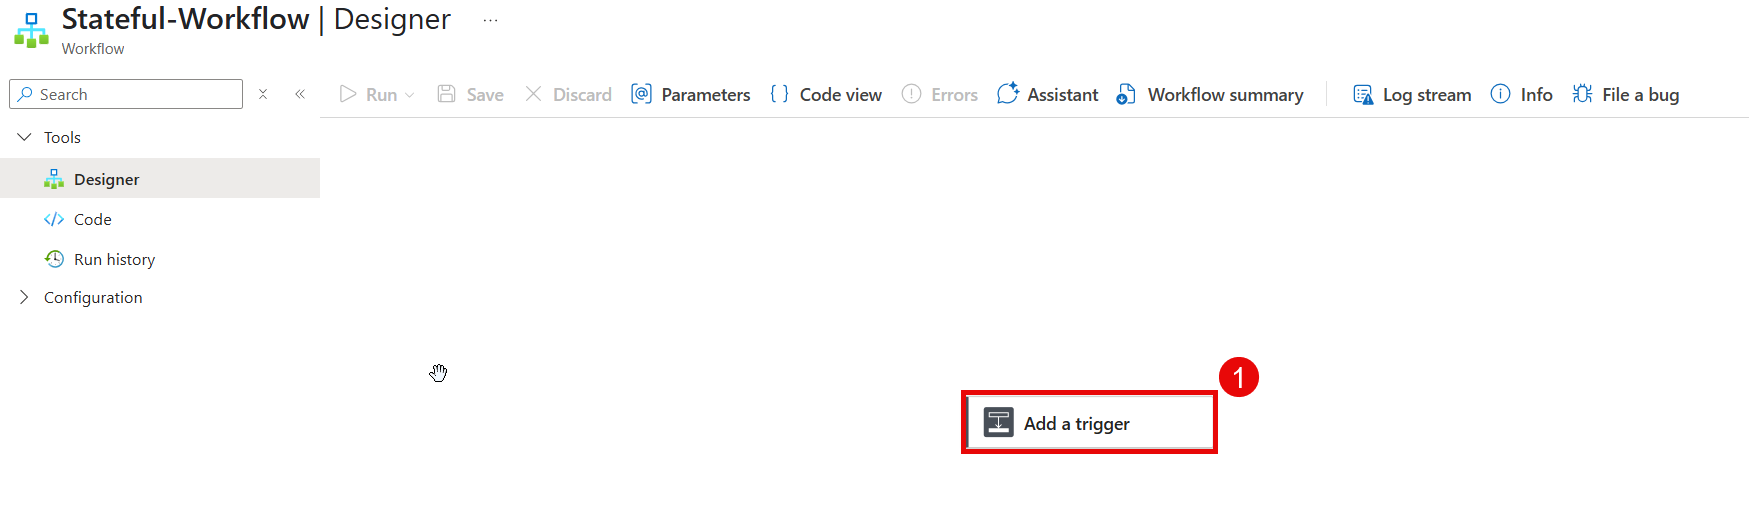 Stateful-Workflow | Designer ...
Workflow
Search
Run
Save
Discard
Parameters
Code view
Errors
Assistant
Workflow summary
Log stream
Info
File a bug
Tools
Designer
Code
Run history
Configuration
1
Add a trigger